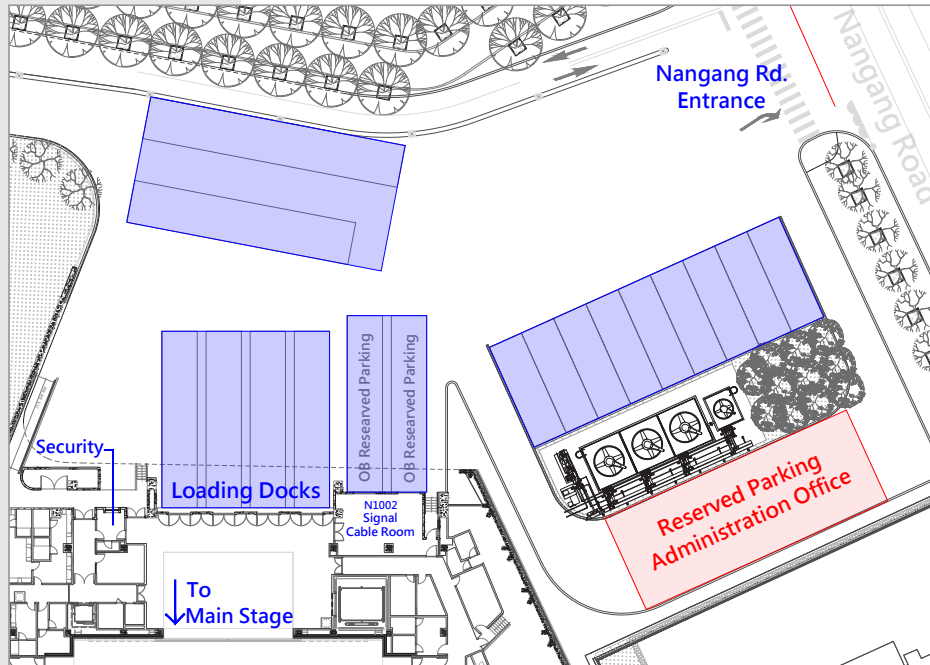 Nangang Rd.
Entrance
Nangang Road
OB Researved Parking
OB Researved Parking
Security
Loading Docks
N1002
Signal
Cable Room
Reserved Parking
Administration Office
To
Main Stage